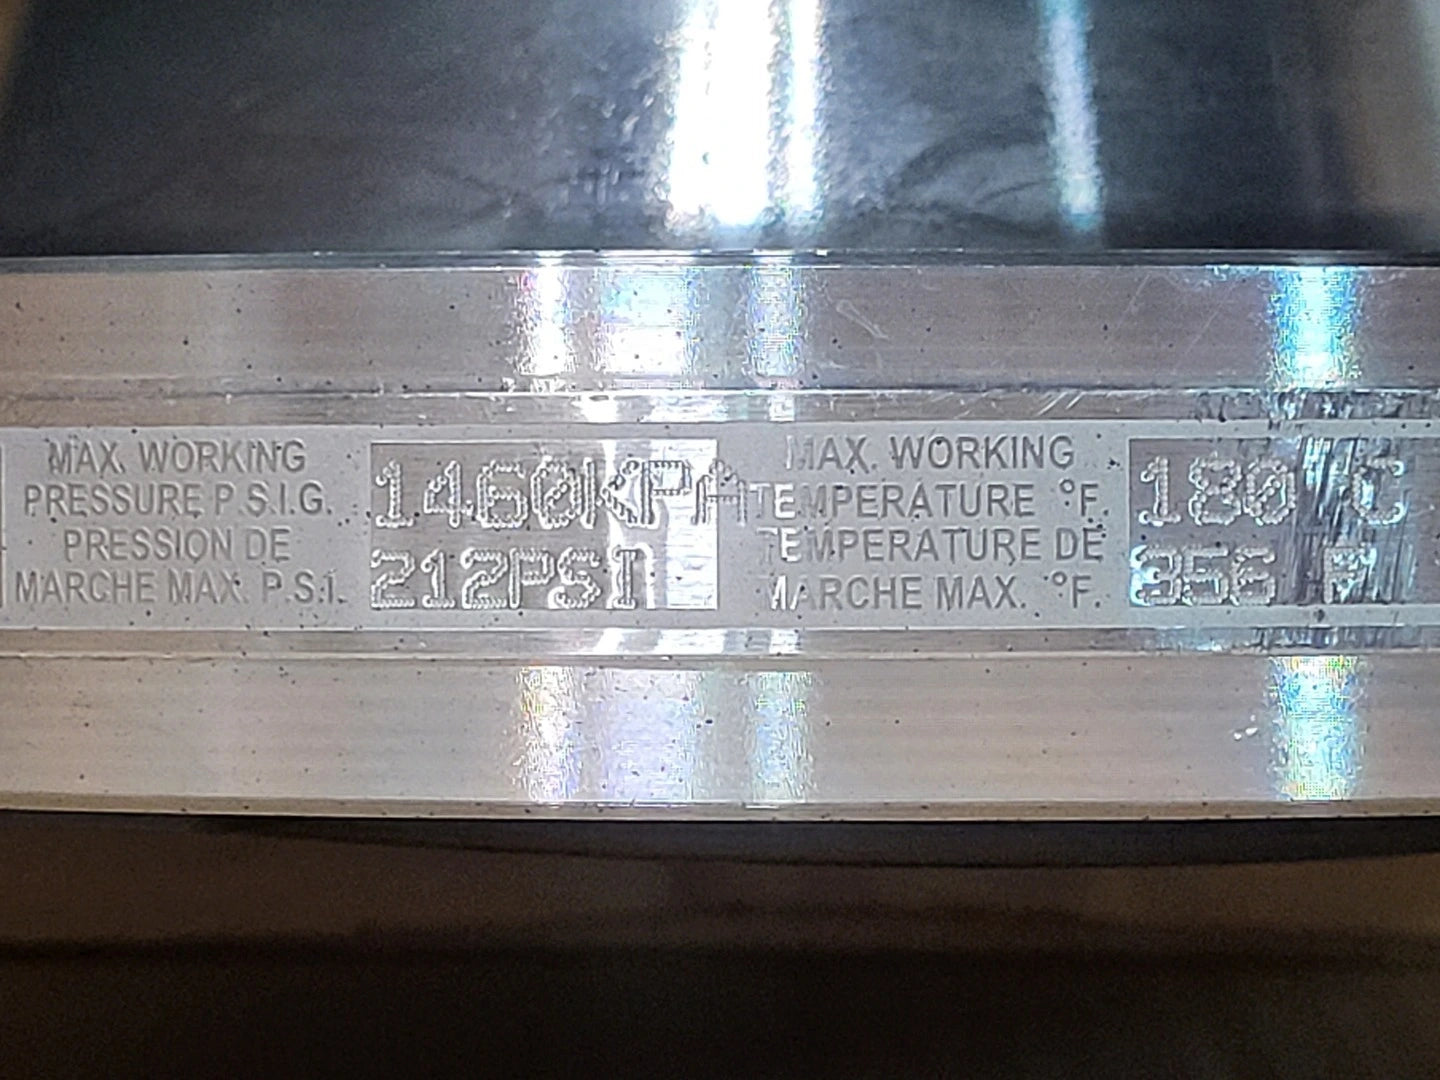 MAX. WORKING
PRESSURE P.S.I.G.
PRESSION DE
MARCHE MAX. P.S.I.
1460KPA
212PSI
MAX. WORKING
TEMPERATURE °F.
TEMPERATURE DE
MARCHE MAX. °F.
180 C
356 F